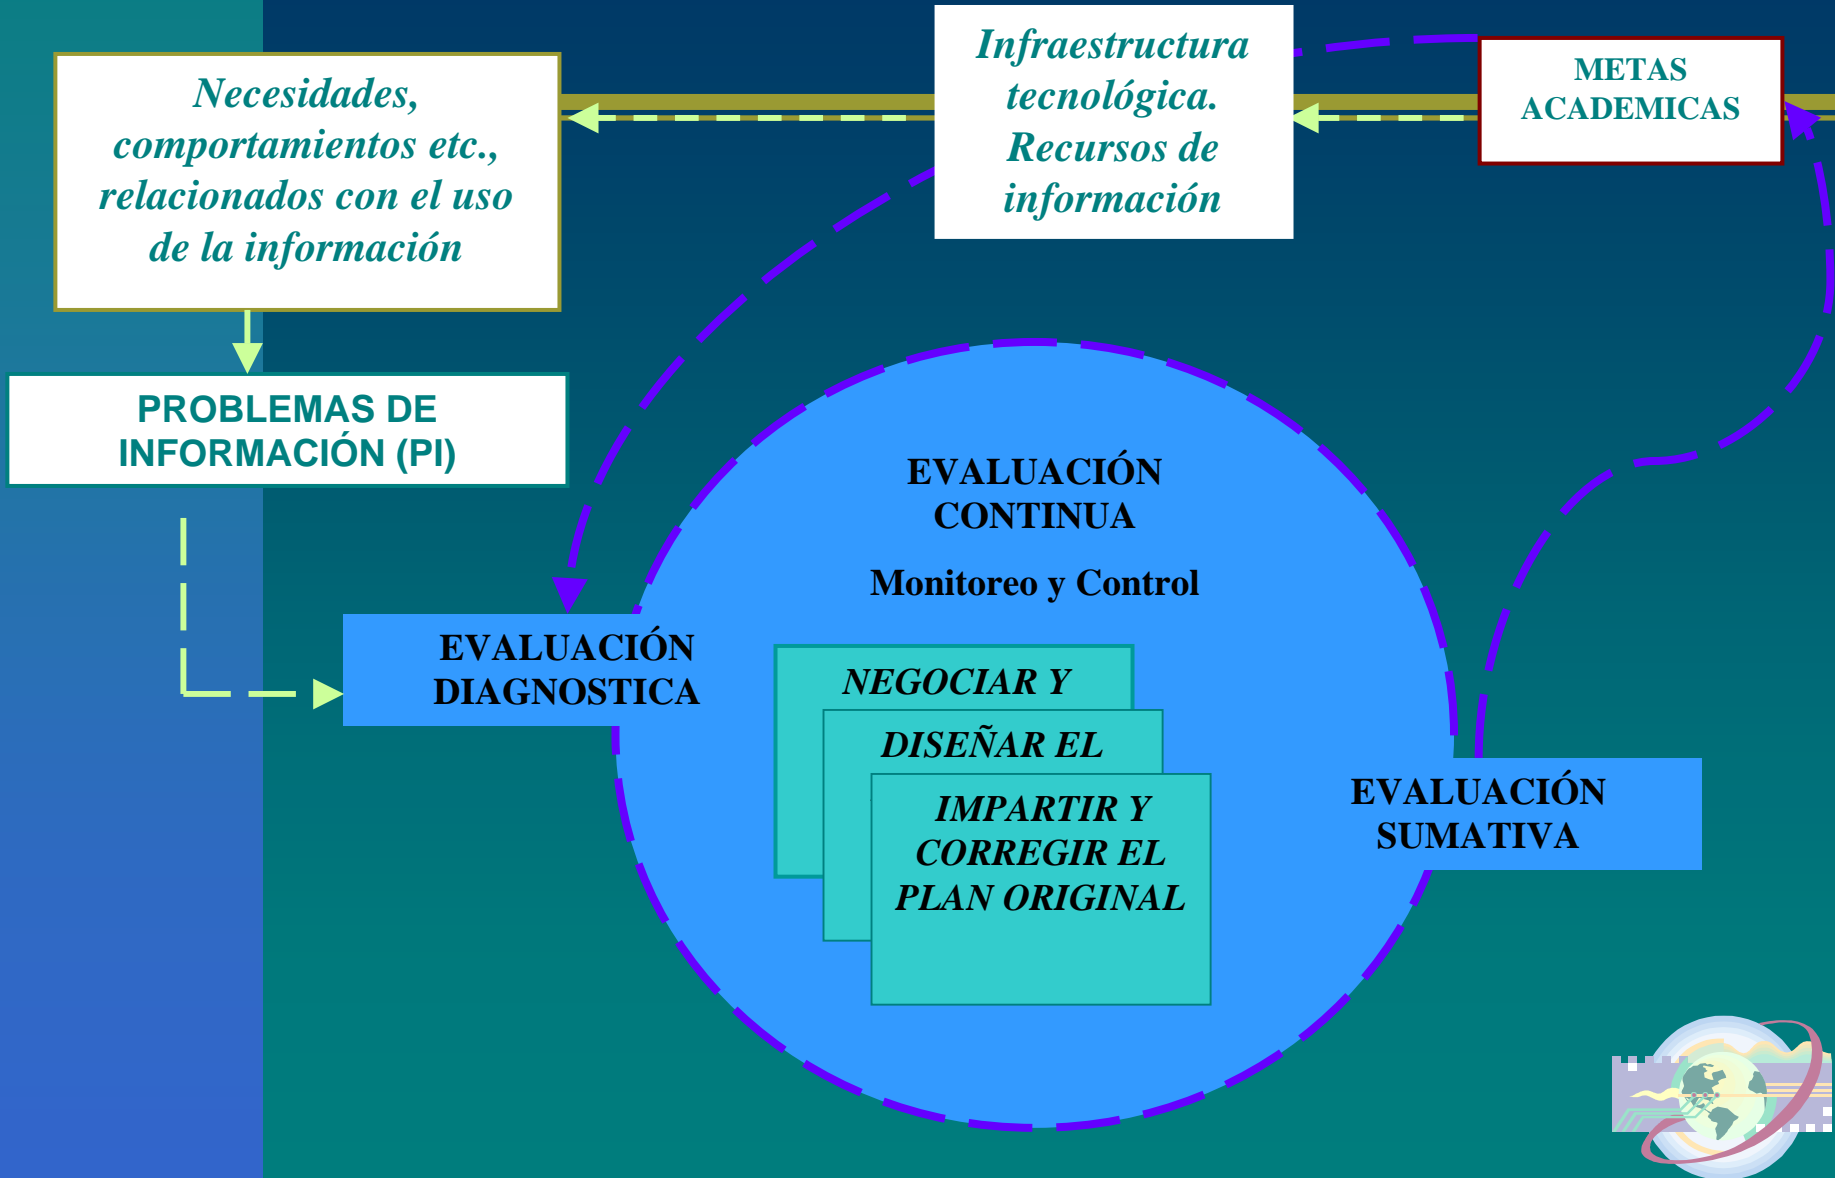 Necesidades,
comportamientos etc.,
relacionados con el uso
de la información
Infraestructura
tecnológica.
Recursos de
información
METAS
ACADEMICAS
PROBLEMAS DE
INFORMACIÓN (PI)
EVALUACIÓN
CONTINUA
Monitoreo y Control
EVALUACIÓN
DIAGNOSTICA
NEGOCIAR Y
DISEÑAR EL
IMPARTIR Y
CORREGIR EL
PLAN ORIGINAL
EVALUACIÓN
SUMATIVA